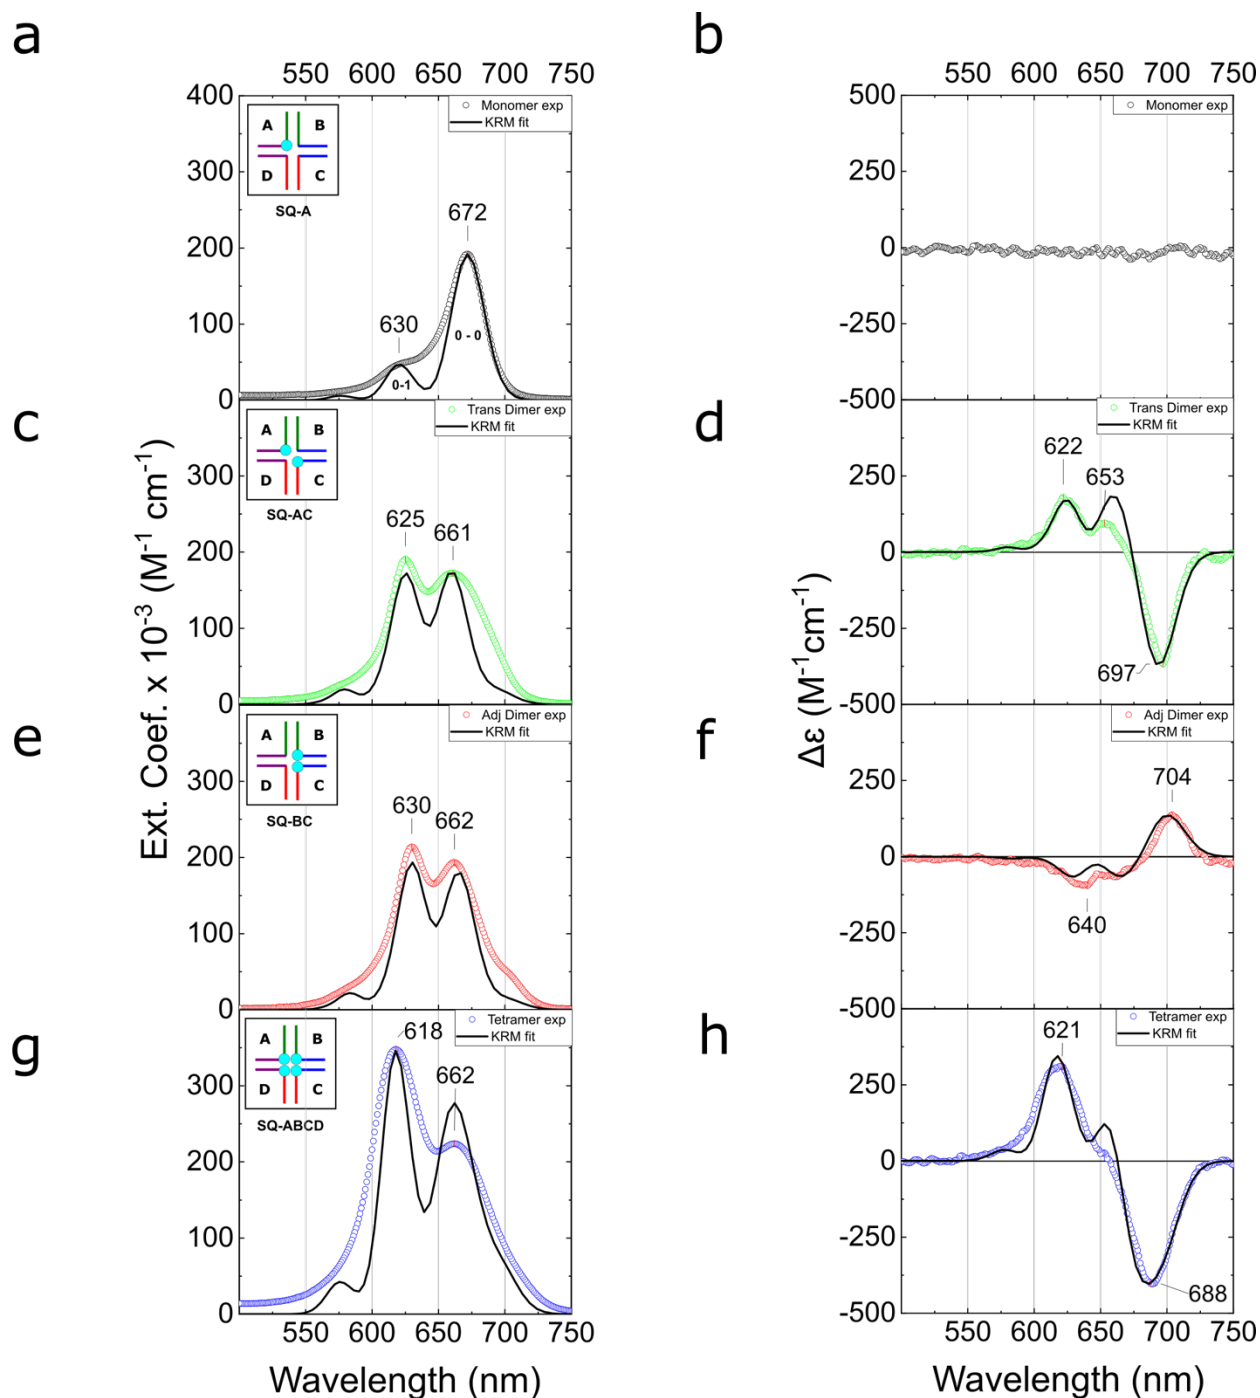 a
b
550 600 650 700 750
550 600 650 700 750
400
300
200
100
0
Monomer exp
KRM fit
A B
D C
SQ-A
672
630
0 - 0
0-1
500
250
0
-250
-500
Monomer exp
KRM fit
c
d
300
200
100
0
Trans Dimer exp
KRM fit
A B
D C
SQ-AC
625 661
250
0
-250
-500
Trans Dimer exp
KRM fit
622
653
697
e
f
300
200
100
0
Adj Dimer exp
KRM fit
A B
D C
SQ-BC
630 662
250
0
-250
-500
Adj Dimer exp
KRM fit
704
640
g
h
300
200
100
0
Tetramer exp
KRM fit
A B
D C
SQ-ABCD
618
662
250
0
-250
-500
Tetramer exp
KRM fit
621
688
550 600 650 700 750
550 600 650 700 750
Ext. Coef. x 10⁻³ (M⁻¹ cm⁻¹)
Δε (M⁻¹cm⁻¹)
Wavelength (nm)
Wavelength (nm)